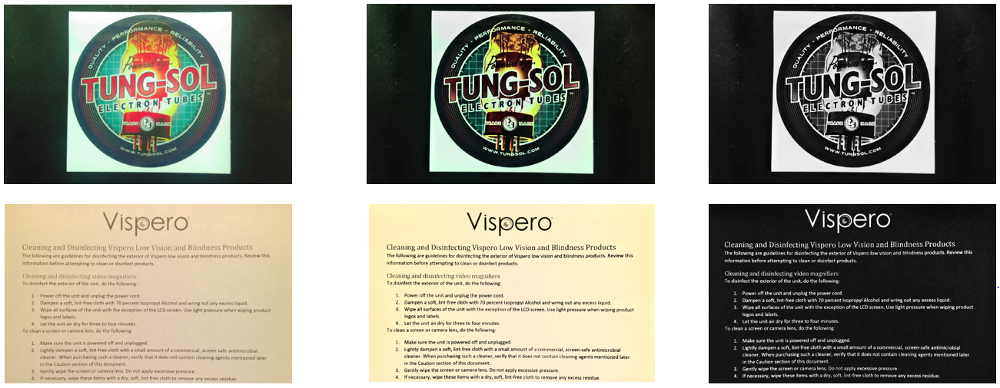 QUALITY - PERFORMANCE - RELIABILITY
Powered by...
TUNG-SOL
ELECTRON TUBES™
TRADE MARK
WWW.TUNGSOL.COM
QUALITY - PERFORMANCE - RELIABILITY
Powered by...
TUNG-SOL
ELECTRON TUBES™
TRADE MARK
WWW.TUNGSOL.COM
QUALITY - PERFORMANCE - RELIABILITY
Powered by...
TUNG-SOL
ELECTRON TUBES™
TRADE MARK
WWW.TUNGSOL.COM
Vispero
Cleaning and Disinfecting Vispero Low Vision and Blindness Products
The following are guidelines for disinfecting the exterior of Vispero low vision and blindness products. Review this
information before attempting to clean or disinfect products.
Cleaning and disinfecting video magnifiers
To disinfect the exterior of the unit, do the following:
1. Power off the unit and unplug the power cord.
2. Dampen a soft, lint-free cloth with 70 percent Isopropyl Alcohol and wring out any excess liquid.
3. Wipe all surfaces of the unit with the exception of the LCD screen. Use light pressure when wiping product
logos and labels.
4. Let the unit air dry for three to four minutes.
To clean a screen or camera lens, do the following:
1. Make sure the unit is powered off and unplugged.
2. Lightly dampen a soft, lint-free cloth with a small amount of a commercial, screen-safe antimicrobial
cleaner. When purchasing such a cleaner, verify that it does not contain cleaning agents mentioned later
in the Caution section of this document.
3. Gently wipe the screen or camera lens. Do not apply excessive pressure.
4. If necessary, wipe these items with a dry, soft, lint-free cloth to remove any excess residue.
Vispero
Cleaning and Disinfecting Vispero Low Vision and Blindness Products
The following are guidelines for disinfecting the exterior of Vispero low vision and blindness products. Review this
information before attempting to clean or disinfect products.
Cleaning and disinfecting video magnifiers
To disinfect the exterior of the unit, do the following:
1. Power off the unit and unplug the power cord.
2. Dampen a soft, lint-free cloth with 70 percent Isopropyl Alcohol and wring out any excess liquid.
3. Wipe all surfaces of the unit with the exception of the LCD screen. Use light pressure when wiping product
logos and labels.
4. Let the unit air dry for three to four minutes.
To clean a screen or camera lens, do the following:
1. Make sure the unit is powered off and unplugged.
2. Lightly dampen a soft, lint-free cloth with a small amount of a commercial, screen-safe antimicrobial
cleaner. When purchasing such a cleaner, verify that it does not contain cleaning agents mentioned later
in the Caution section of this document.
3. Gently wipe the screen or camera lens. Do not apply excessive pressure.
4. If necessary, wipe these items with a dry, soft, lint-free cloth to remove any excess residue.
Vispero
Cleaning and Disinfecting Vispero Low Vision and Blindness Products
The following are guidelines for disinfecting the exterior of Vispero low vision and blindness products. Review this
information before attempting to clean or disinfect products.
Cleaning and disinfecting video magnifiers
To disinfect the exterior of the unit, do the following:
1. Power off the unit and unplug the power cord.
2. Dampen a soft, lint-free cloth with 70 percent Isopropyl Alcohol and wring out any excess liquid.
3. Wipe all surfaces of the unit with the exception of the LCD screen. Use light pressure when wiping product
logos and labels.
4. Let the unit air dry for three to four minutes.
To clean a screen or camera lens, do the following:
1. Make sure the unit is powered off and unplugged.
2. Lightly dampen a soft, lint-free cloth with a small amount of a commercial, screen-safe antimicrobial
cleaner. When purchasing such a cleaner, verify that it does not contain cleaning agents mentioned later
in the Caution section of this document.
3. Gently wipe the screen or camera lens. Do not apply excessive pressure.
4. If necessary, wipe these items with a dry, soft, lint-free cloth to remove any excess residue.